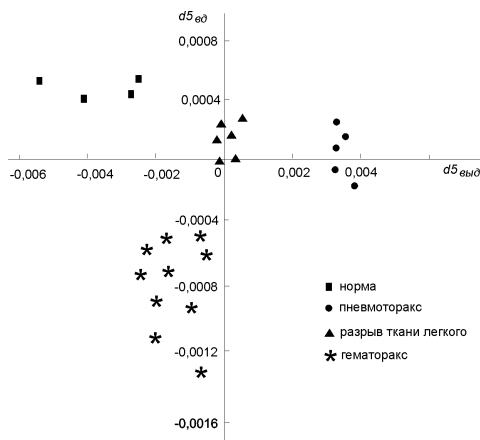 d5вд
0,0008
0,0004
d5выд
-0,006 -0,004 -0,002 0 0,002 0,004
-0,0004
-0,0008
норма
пневмоторакс
разрыв ткани легкого
-0,0012
гематоракс
-0,0016